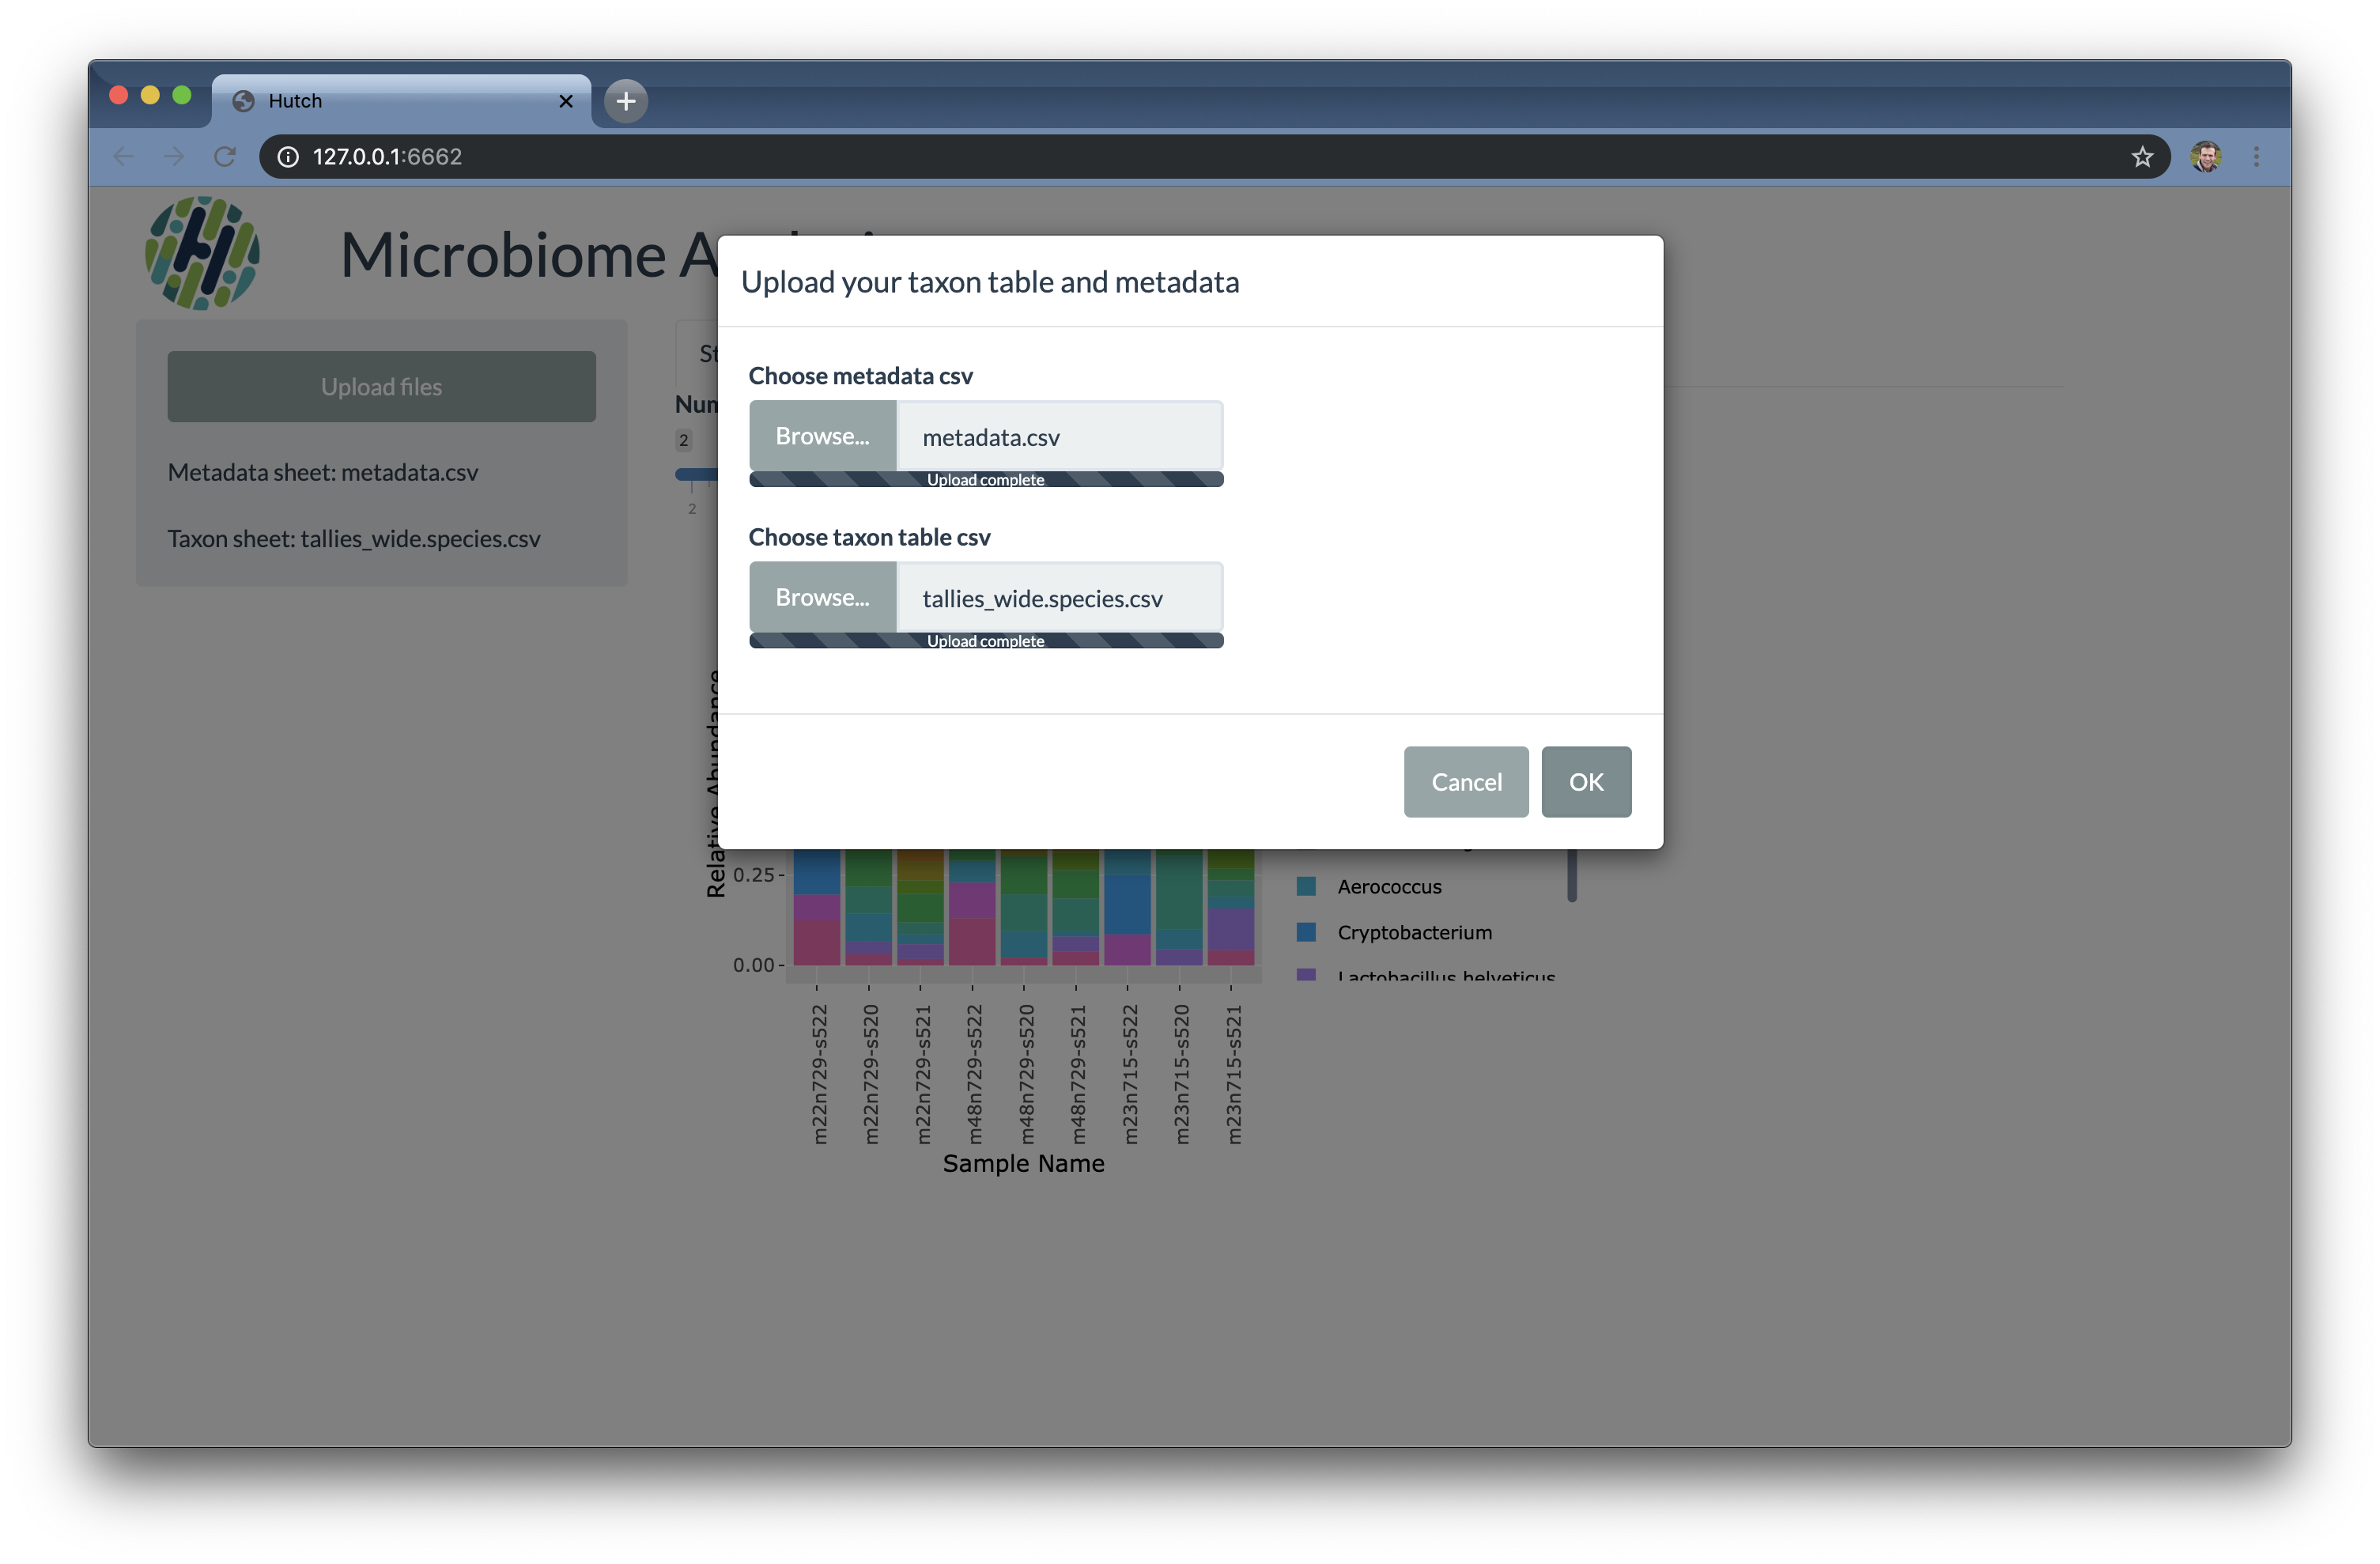 Hutch
127.0.0.1:6662
Microbiome
Upload your taxon table and metadata
Upload files
Choose metadata csv
Browse...
metadata.csv
Upload complete
2
2
Metadata sheet: metadata.csv
Taxon sheet: tallies_wide.species.csv
Choose taxon table csv
Browse...
tallies_wide.species.csv
Upload complete
Cancel
OK
Relative Abundance
0.25
0.00
Aerococcus
Cryptobacterium
Lactobacillus helveticus
m22n729-s522
m22n729-s520
m22n729-s521
m48n729-s522
m48n729-s520
m48n729-s521
m23n715-s522
m23n715-s520
m23n715-s521
Sample Name